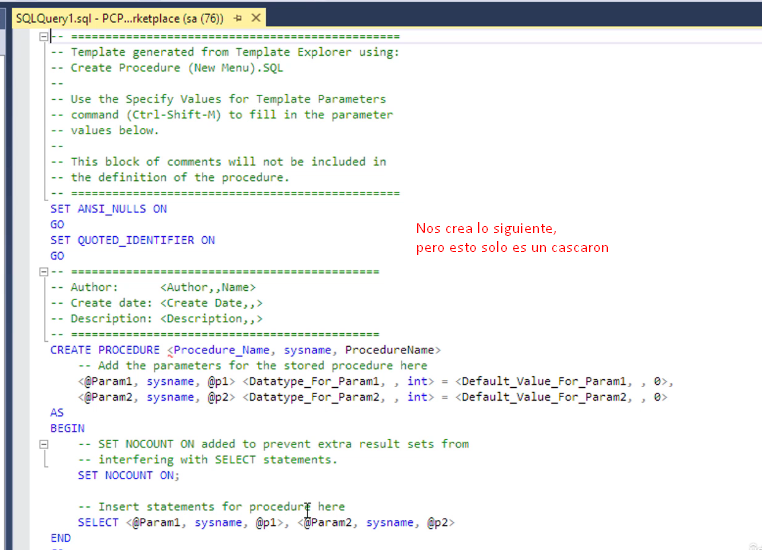 SQLQuery1.sql - PCP...rketplace (sa (76))
-- ================================================
-- Template generated from Template Explorer using:
-- Create Procedure (New Menu).SQL
--
-- Use the Specify Values for Template Parameters
-- command (Ctrl-Shift-M) to fill in the parameter
-- values below.
--
-- This block of comments will not be included in
-- the definition of the procedure.
-- ================================================
SET ANSI_NULLS ON
GO
SET QUOTED_IDENTIFIER ON
GO
Nos crea lo siguiente,
pero esto solo es un cascaron
-- =============================================
-- Author:      <Author,,Name>
-- Create date: <Create Date,,>
-- Description: <Description,,>
-- =============================================
CREATE PROCEDURE <Procedure_Name, sysname, ProcedureName>
    -- Add the parameters for the stored procedure here
    <@Param1, sysname, @p1> <Datatype_For_Param1, , int> = <Default_Value_For_Param1, , 0>,
    <@Param2, sysname, @p2> <Datatype_For_Param2, , int> = <Default_Value_For_Param2, , 0>
AS
BEGIN
    -- SET NOCOUNT ON added to prevent extra result sets from
    -- interfering with SELECT statements.
    SET NOCOUNT ON;
    -- Insert statements for procedure here
    SELECT <@Param1, sysname, @p1>, <@Param2, sysname, @p2>
END